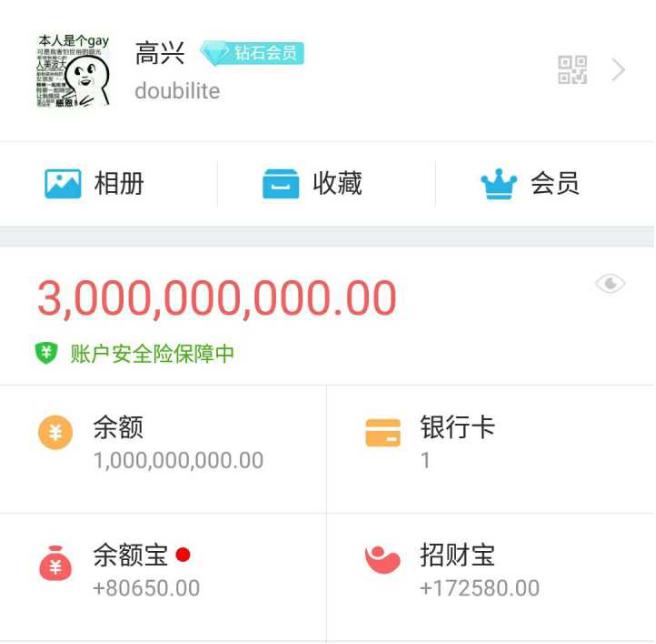 本人是个gay
高兴
钻石会员
doubilite
相册
收藏
会员
3,000,000,000.00
账户安全险保障中
余额
1,000,000,000.00
银行卡
1
余额宝
+80650.00
招财宝
+172580.00